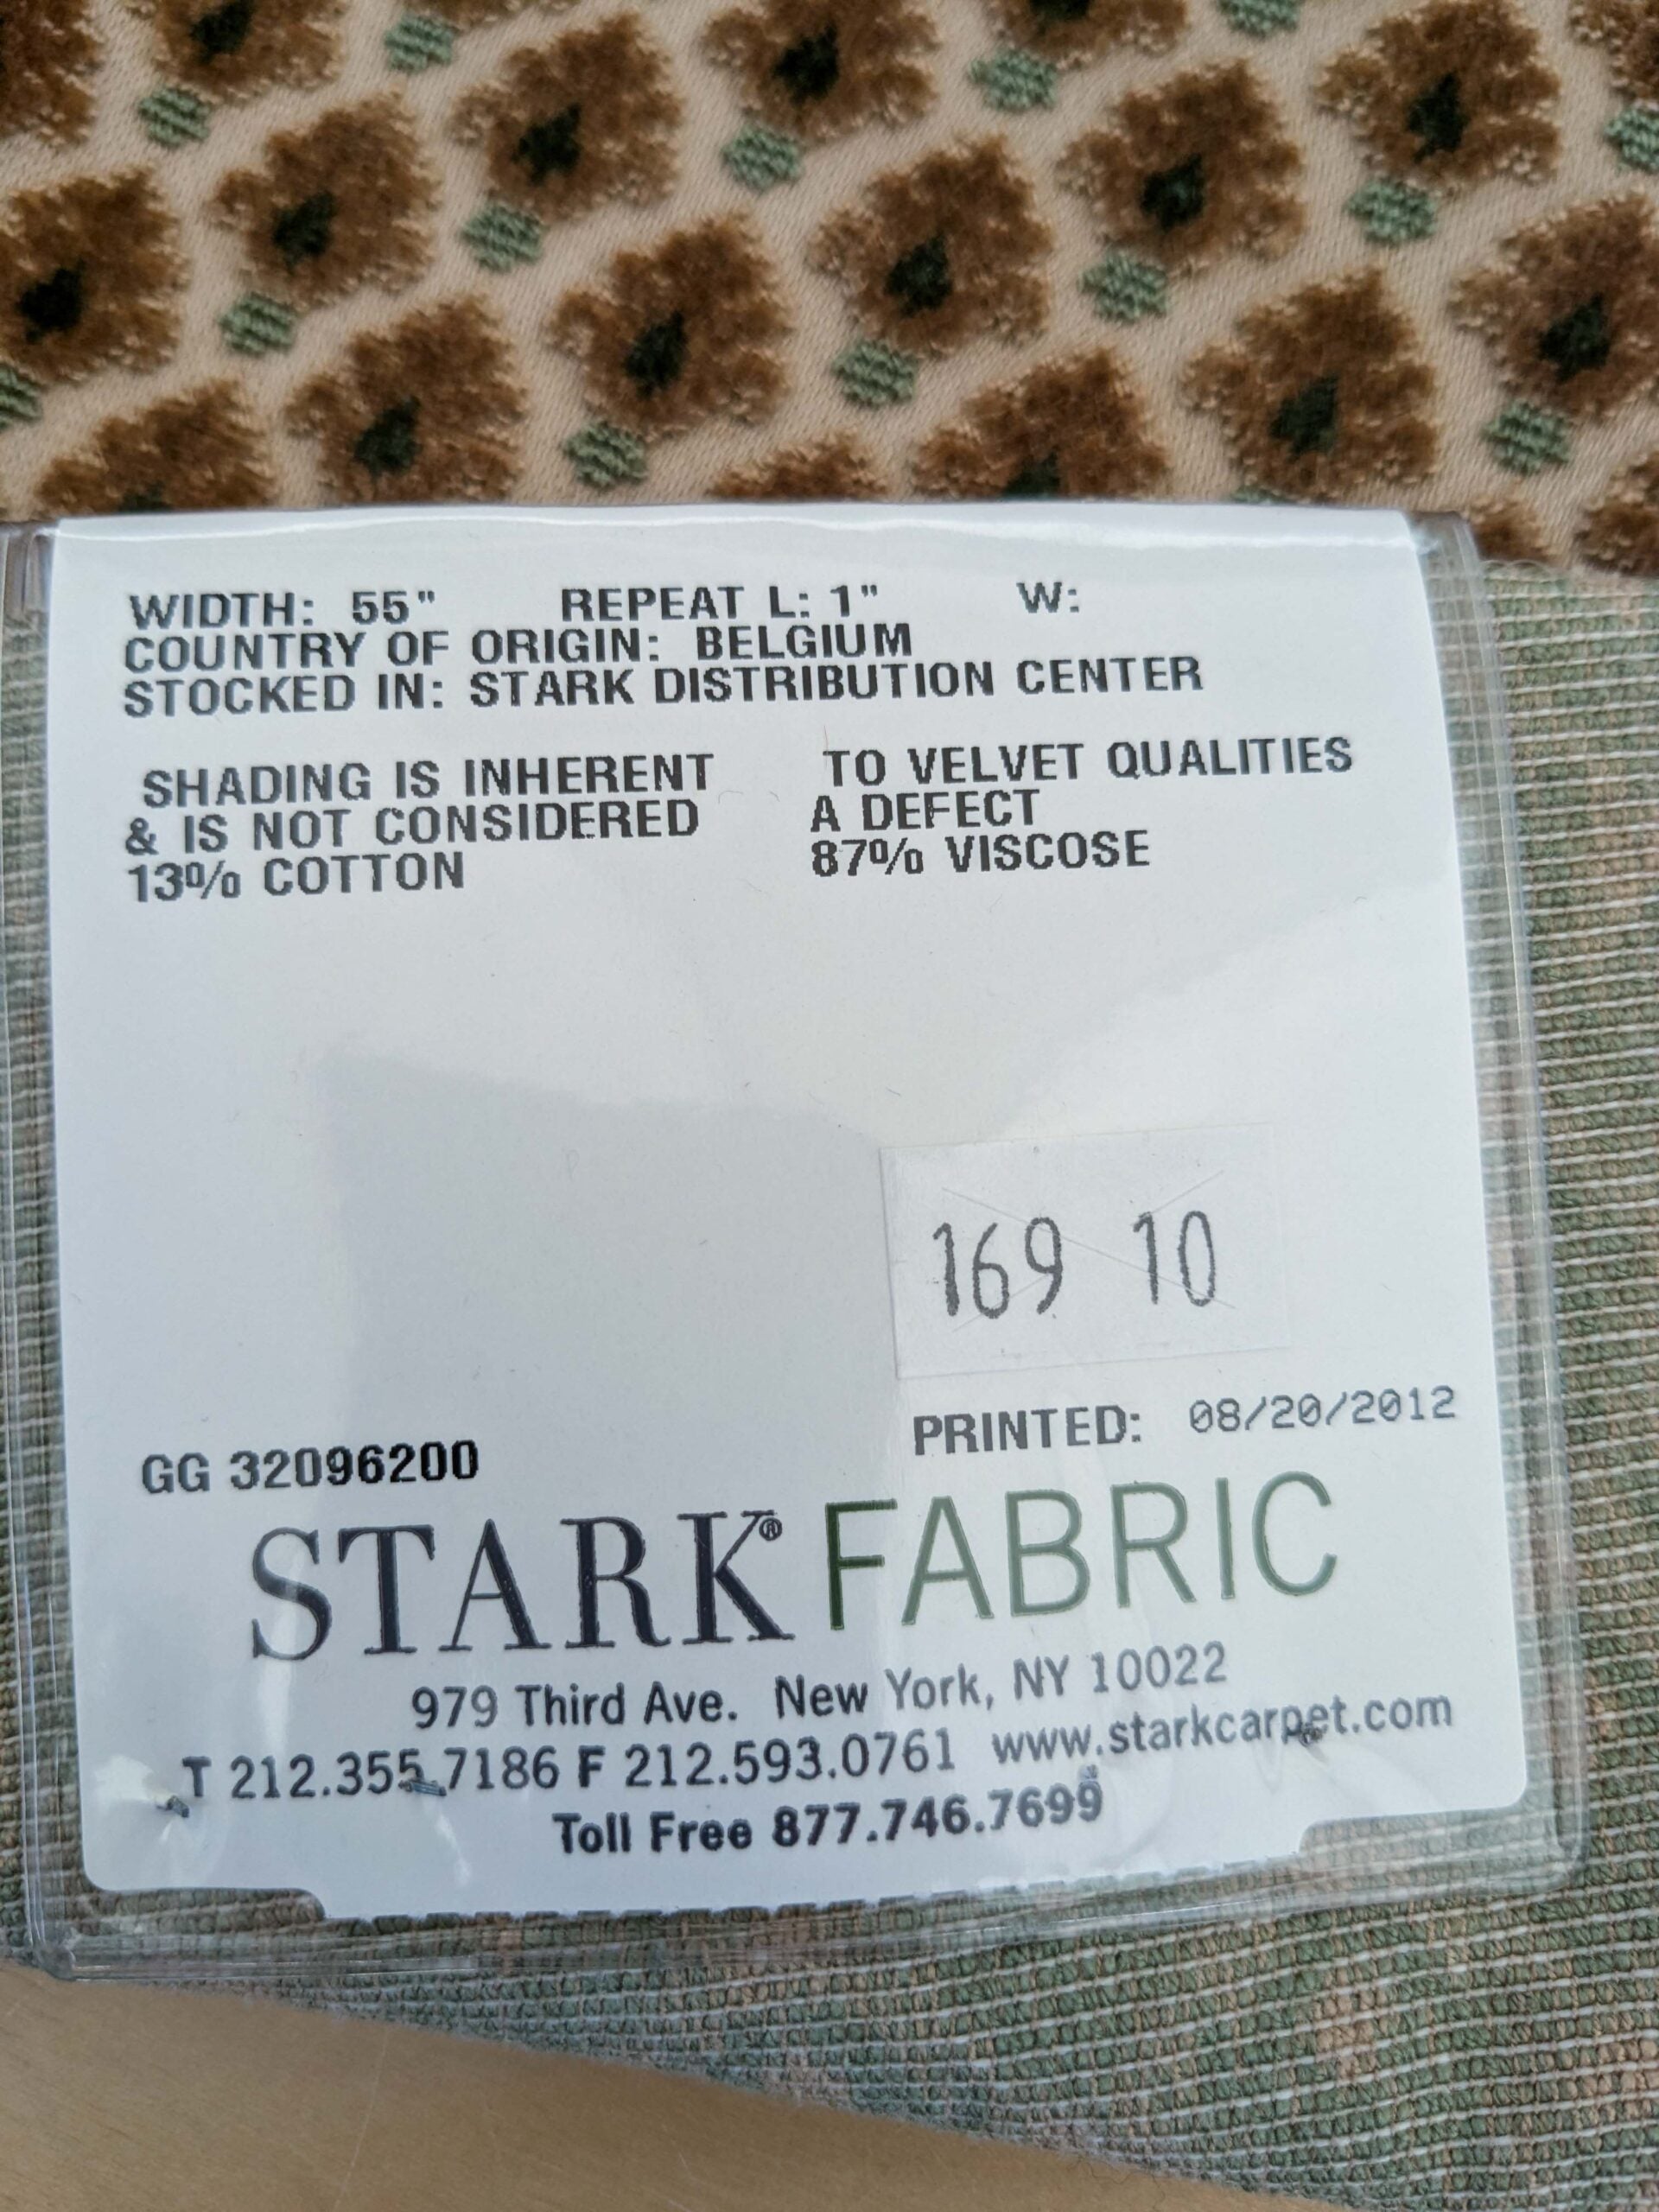 WIDTH: 55" REPEAT L: 1" W:
COUNTRY OF ORIGIN: BELGIUM
STOCKED IN: STARK DISTRIBUTION CENTER
SHADING IS INHERENT TO VELVET QUALITIES
& IS NOT CONSIDERED A DEFECT
13% COTTON 87% VISCOSE
169 10
PRINTED: 08/20/2012
GG 32096200
STARK® FABRIC
979 Third Ave. New York, NY 10022
T 212.355.7186 F 212.593.0761 www.starkcarpet.com
Toll Free 877.746.7699